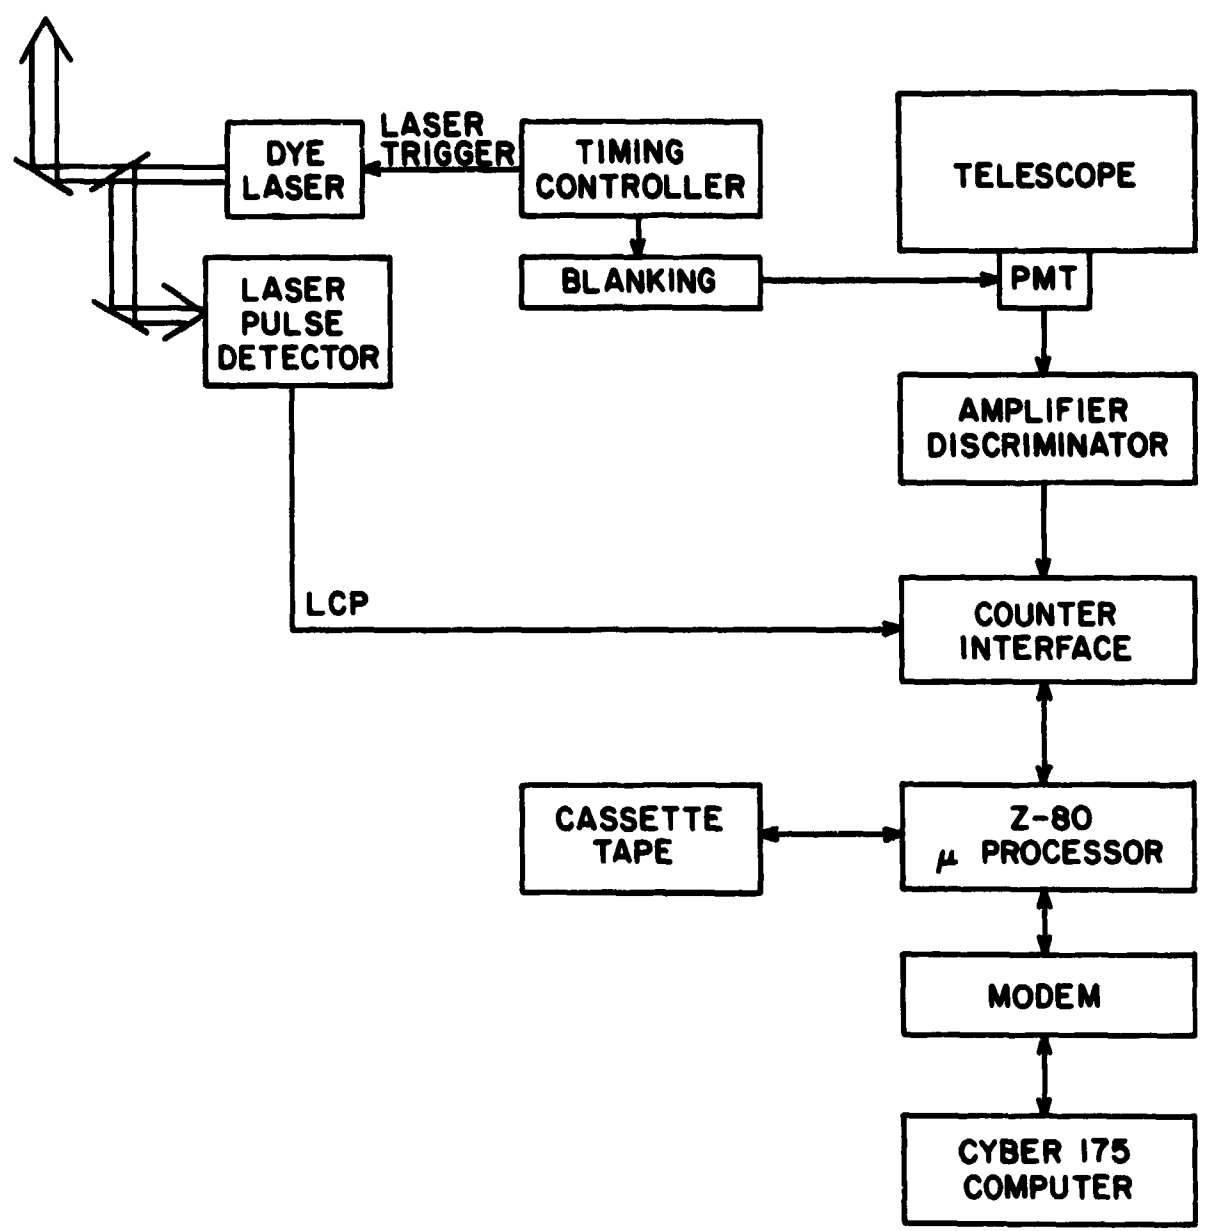 LASER
TRIGGER
DYE
LASER
TIMING
CONTROLLER
TELESCOPE
BLANKING
PMT
LASER
PULSE
DETECTOR
AMPLIFIER
DISCRIMINATOR
LCP
COUNTER
INTERFACE
CASSETTE
TAPE
Z-80
μ PROCESSOR
MODEM
CYBER 175
COMPUTER